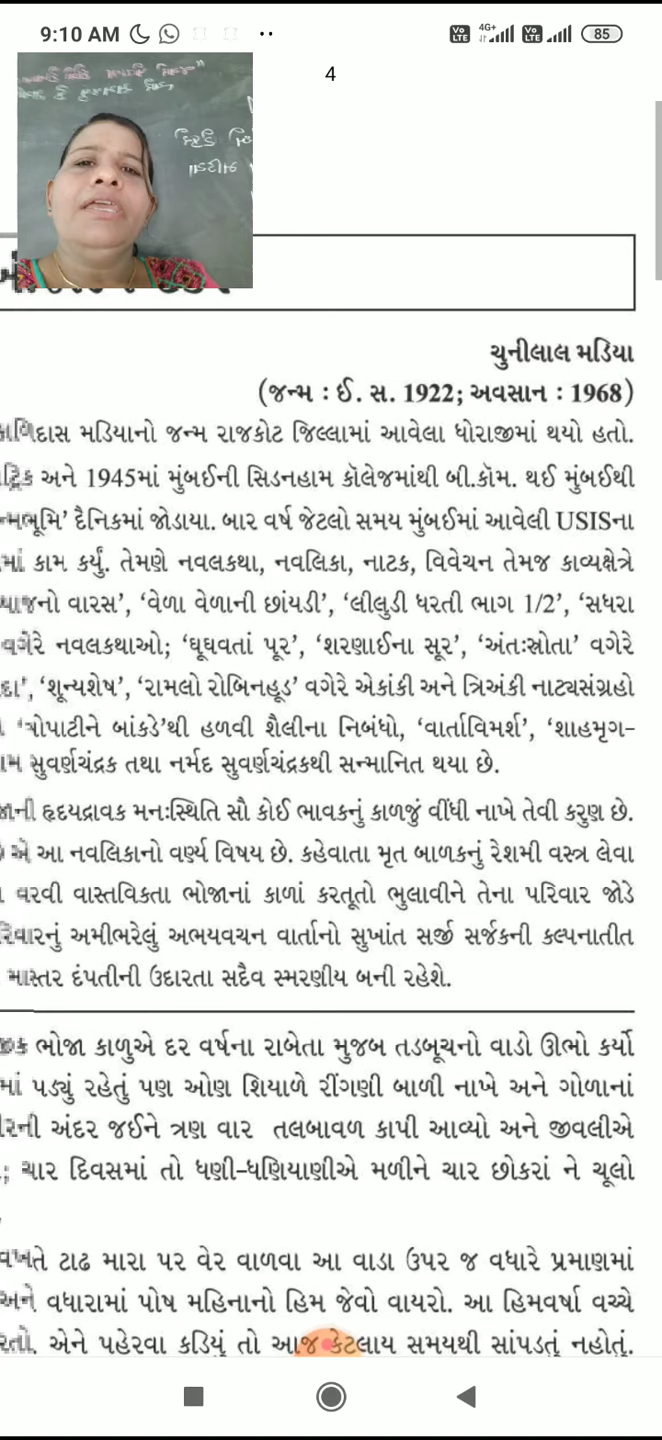 9:10 AM
4G+
85
4
ચુનીલાલ મડિયા
(જન્મ : ઈ. સ. 1922; અવસાન : 1968)
મડિયાનો જન્મ રાજકોટ જિલ્લામાં આવેલા ધોરાજીમાં થયો હતો.
અને 1945માં મુંબઈની સિડનહામ કૉલેજમાંથી બી.કૉમ. થઈ મુંબઈથી
દૈનિકમાં જોડાયા. બાર વર્ષ જેટલો સમય મુંબઈમાં આવેલી USISના
કામ કર્યું. તેમણે નવલકથા, નવલિકા, નાટક, વિવેચન તેમજ કાવ્યક્ષેત્રે
વારસ’, ‘વેળા વેળાની છાંયડી’, ‘લીલુડી ધરતી ભાગ 1/2’, ‘સધરા
વગેરે નવલકથાઓ; ‘ઘૂઘવતાં પૂર’, ‘શરણાઈના સૂર’, ‘અંતઃસ્રોતા’ વગેરે
‘શૂન્યશેષ’, ‘રામલો રોબિનહૂડ’ વગેરે એકાંકી અને ત્રિઅંકી નાટ્યસંગ્રહો
‘ચોપાટીને બાંકડે’થી હળવી શૈલીના નિબંધો, ‘વાર્તાવિમર્શ’, ‘શાહમૃગ-
સુવર્ણચંદ્રક તથા નર્મદ સુવર્ણચંદ્રકથી સન્માનિત થયા છે.
હૃદયદ્રાવક મનઃસ્થિતિ સૌ કોઈ ભાવકનું કાળજું વીંધી નાખે તેવી કરુણ છે.
એ આ નવલિકાનો વર્ણ્ય વિષય છે. કહેવાતા મૃત બાળકનું રેશમી વસ્ત્ર લેવા
વરવી વાસ્તવિકતા ભોજાનાં કાળાં કરતૂતો ભુલાવીને તેના પરિવાર જોડે
અમીભરેલું અભયવચન વાર્તાનો સુખાંત સર્જી સર્જકની કલ્પનાતીત
માસ્તર દંપતીની ઉદારતા સદૈવ સ્મરણીય બની રહેશે.
ભોજા કાળુએ દર વર્ષના રાબેતા મુજબ તડબૂચનો વાડો ઊભો કર્યો
પડ્યું રહેતું પણ ઓણ શિયાળે રીંગણી બાળી નાખે અને ગોળાનાં
અંદર જઈને ત્રણ વાર તલબાવળ કાપી આવ્યો અને જીવલીએ
; ચાર દિવસમાં તો ધણી-ધણિયાણીએ મળીને ચાર છોકરાં ને ચૂલો
ટાઢ મારા પર વેર વાળવા આ વાડા ઉપર જ વધારે પ્રમાણમાં
અને વધારામાં પોષ મહિનાનો હિમ જેવો વાયરો. આ હિમવર્ષા વચ્ચે
એને પહેરવા કડિયું તો આજ કેટલાય સમયથી સાંપડતું નહોતું.